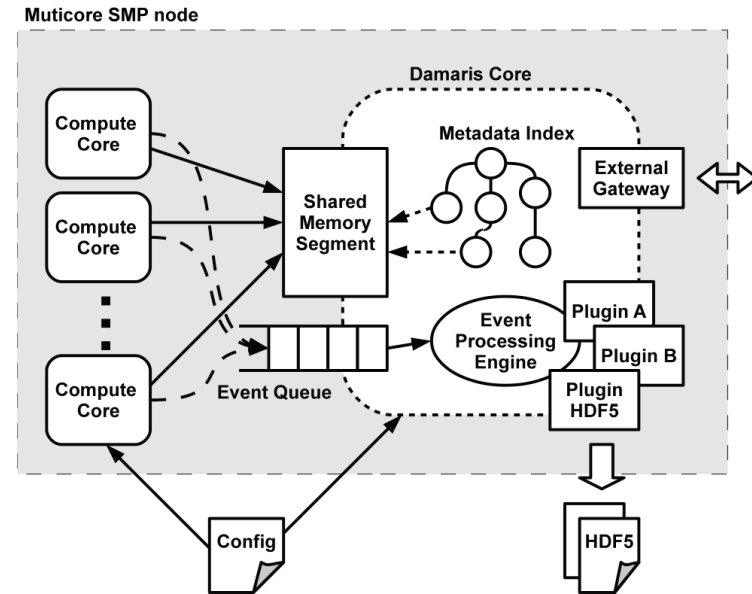 Muticore SMP node
Damaris Core
Compute
Core
Metadata Index
External
Gateway
Shared
Memory
Segment
Compute
Core
Plugin A
Event
Processing
Engine
Plugin B
Compute
Core
Event Queue
Plugin
HDF5
Config
HDF5